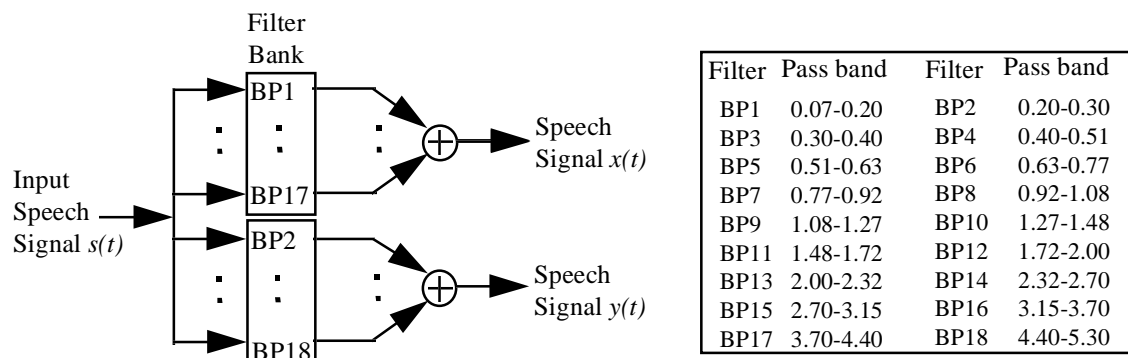 Filter
Bank
BP1
BP17
Speech
Signal x(t)
Input
Speech
Signal s(t)
BP2
BP18
Speech
Signal y(t)
Filter Pass band Filter Pass band
BP1 0.07-0.20 BP2 0.20-0.30
BP3 0.30-0.40 BP4 0.40-0.51
BP5 0.51-0.63 BP6 0.63-0.77
BP7 0.77-0.92 BP8 0.92-1.08
BP9 1.08-1.27 BP10 1.27-1.48
BP11 1.48-1.72 BP12 1.72-2.00
BP13 2.00-2.32 BP14 2.32-2.70
BP15 2.70-3.15 BP16 3.15-3.70
BP17 3.70-4.40 BP18 4.40-5.30